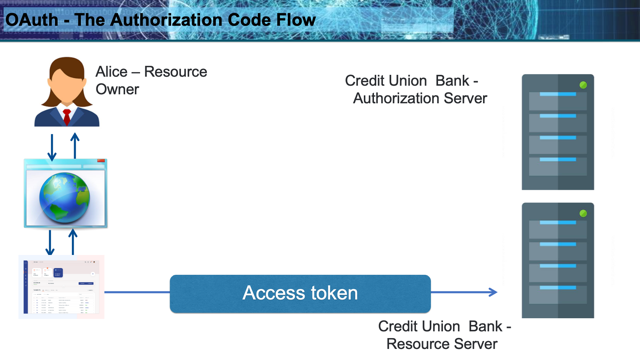 OAuth - The Authorization Code Flow
Alice – Resource
Owner
Credit Union  Bank -
Authorization Server
Access token
Credit Union  Bank -
Resource Server